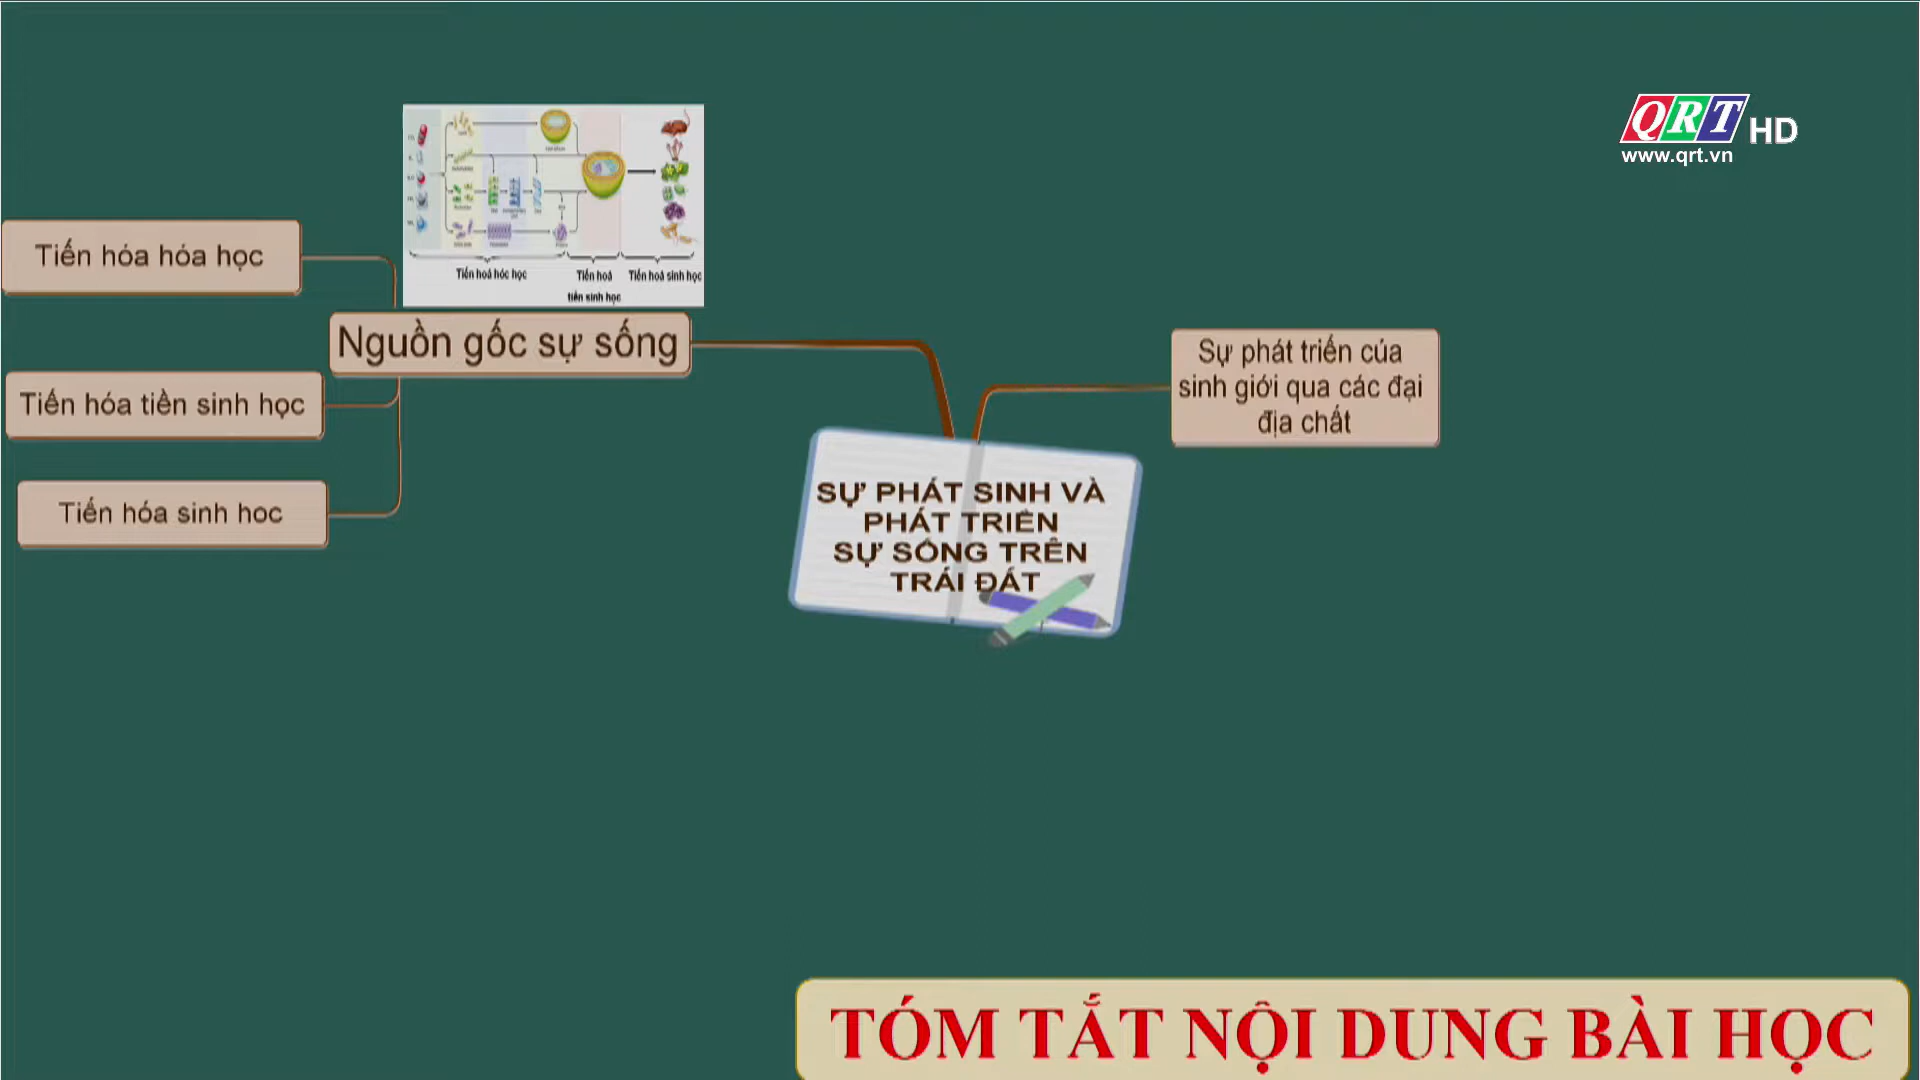 QRT HD
www.qrt.vn
Tiến hoá hóc học
Tiến hoá
tiền sinh học
Tiến hoá sinh học
Tiến hóa hóa học
Nguồn gốc sự sống
Tiến hóa tiền sinh học
Tiến hóa sinh hoc
Sự phát triển của
sinh giới qua các đại
địa chất
SỰ PHÁT SINH VÀ
PHÁT TRIỂN
SỰ SỐNG TRÊN
TRÁI ĐẤT
TÓM TẮT NỘI DUNG BÀI HỌC